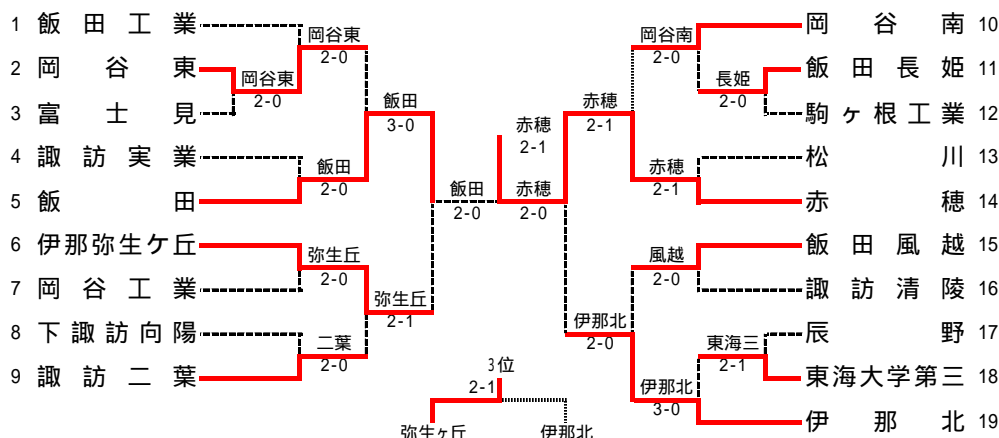 1 飯田工業
2 岡谷東
3 富士見
4 諏訪実業
5 飯田
6 伊那弥生ケ丘
7 岡谷工業
8 下諏訪向陽
9 諏訪二葉
岡谷東
2-0
岡谷東
2-0
飯田
2-0
弥生丘
2-0
二葉
2-0
飯田
3-0
弥生丘
2-1
飯田
2-0
赤穂
2-1
赤穂
2-0
3位
2-1
弥生ヶ丘
伊那北
赤穂
2-1
伊那北
2-0
岡谷南
2-0
長姫
2-0
赤穂
2-1
風越
2-0
東海三
2-1
伊那北
3-0
岡谷南 10
飯田長姫 11
駒ヶ根工業 12
松川 13
赤穂 14
飯田風越 15
諏訪清陵 16
辰野 17
東海大学第三 18
伊那北 19